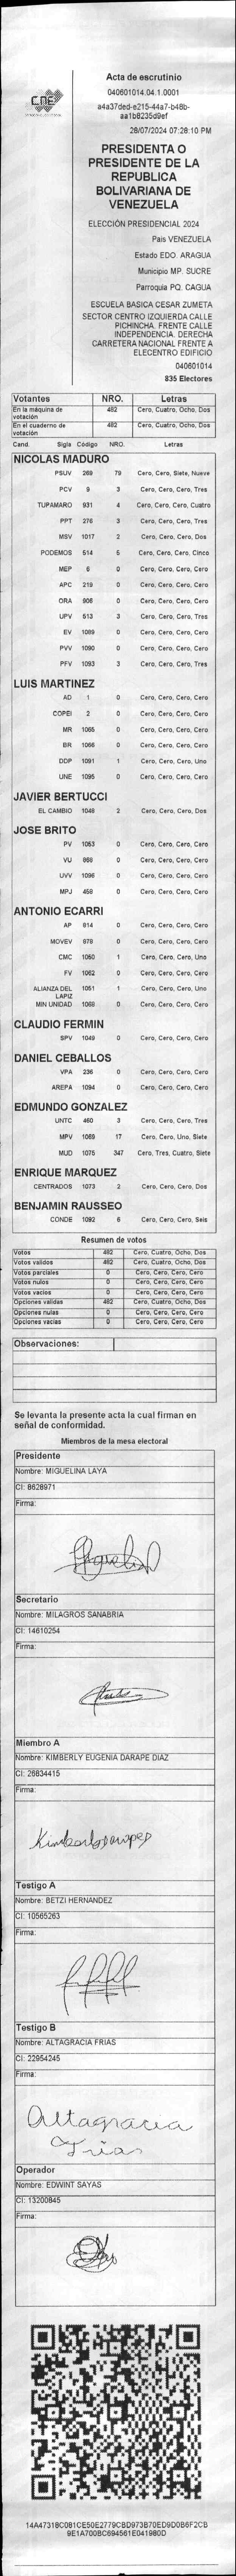 CNE
Acta de escrutinio
040601014.04.1.0001
a4a37ded-e215-44a7-b48b-
aa1b8235d9ef
28/07/2024 07:28:10 PM
PRESIDENTA O
PRESIDENTE DE LA
REPUBLICA
BOLIVARIANA DE
VENEZUELA
ELECCIÓN PRESIDENCIAL 2024
Pais VENEZUELA
Estado EDO. ARAGUA
Municipio MP. SUCRE
Parroquia PQ. CAGUA
ESCUELA BASICA CESAR ZUMETA
SECTOR CENTRO IZQUIERDA CALLE
PICHINCHA. FRENTE CALLE
INDEPENDENCIA. DERECHA
CARRETERA NACIONAL FRENTE A
ELECENTRO EDIFICIO
040601014
835 Electores
Votantes NRO. Letras
En la máquina de votación 482 Cero, Cuatro, Ocho, Dos
En el cuaderno de votación 482 Cero, Cuatro, Ocho, Dos
Cand. Sigla Código NRO. Letras
NICOLAS MADURO
PSUV 269 79 Cero, Cero, Siete, Nueve
PCV 9 3 Cero, Cero, Cero, Tres
TUPAMARO 931 4 Cero, Cero, Cero, Cuatro
PPT 276 3 Cero, Cero, Cero, Tres
MSV 1017 2 Cero, Cero, Cero, Dos
PODEMOS 514 5 Cero, Cero, Cero, Cinco
MEP 6 0 Cero, Cero, Cero, Cero
APC 219 0 Cero, Cero, Cero, Cero
ORA 906 0 Cero, Cero, Cero, Cero
UPV 513 3 Cero, Cero, Cero, Tres
EV 1089 0 Cero, Cero, Cero, Cero
PVV 1090 0 Cero, Cero, Cero, Cero
PFV 1093 3 Cero, Cero, Cero, Tres
LUIS MARTINEZ
AD 1 0 Cero, Cero, Cero, Cero
COPEI 2 0 Cero, Cero, Cero, Cero
MR 1065 0 Cero, Cero, Cero, Cero
BR 1066 0 Cero, Cero, Cero, Cero
DDP 1091 1 Cero, Cero, Cero, Uno
UNE 1095 0 Cero, Cero, Cero, Cero
JAVIER BERTUCCI
EL CAMBIO 1048 2 Cero, Cero, Cero, Dos
JOSE BRITO
PV 1053 0 Cero, Cero, Cero, Cero
VU 868 0 Cero, Cero, Cero, Cero
UVV 1096 0 Cero, Cero, Cero, Cero
MPJ 458 0 Cero, Cero, Cero, Cero
ANTONIO ECARRI
AP 814 0 Cero, Cero, Cero, Cero
MOVEV 879 0 Cero, Cero, Cero, Cero
CMC 1060 1 Cero, Cero, Cero, Uno
FV 1062 0 Cero, Cero, Cero, Cero
ALIANZA DEL LAPIZ 1051 1 Cero, Cero, Cero, Uno
MIN UNIDAD 1069 0 Cero, Cero, Cero, Cero
CLAUDIO FERMIN
SPV 1049 0 Cero, Cero, Cero, Cero
DANIEL CEBALLOS
VPA 236 0 Cero, Cero, Cero, Cero
AREPA 1094 0 Cero, Cero, Cero, Cero
EDMUNDO GONZALEZ
UNTC 460 3 Cero, Cero, Cero, Tres
MPV 1069 17 Cero, Cero, Uno, Siete
MUD 1075 347 Cero, Tres, Cuatro, Siete
ENRIQUE MARQUEZ
CENTRADOS 1073 2 Cero, Cero, Cero, Dos
BENJAMIN RAUSSEO
CONDE 1092 6 Cero, Cero, Cero, Seis
Resumen de votos
Votos 482 Cero, Cuatro, Ocho, Dos
Votos validos 482 Cero, Cuatro, Ocho, Dos
Votos parciales 0 Cero, Cero, Cero, Cero
Votos nulos 0 Cero, Cero, Cero, Cero
Votos vacios 0 Cero, Cero, Cero, Cero
Opciones validas 482 Cero, Cuatro, Ocho, Dos
Opciones nulas 0 Cero, Cero, Cero, Cero
Opciones vacias 0 Cero, Cero, Cero, Cero
Observaciones:
Se levanta la presente acta la cual firman en
señal de conformidad.
Miembros de la mesa electoral
Presidente
Nombre: MIGUELINA LAYA
CI: 8628971
Firma:
Secretario
Nombre: MILAGROS SANABRIA
CI: 14610254
Firma:
Miembro A
Nombre: KIMBERLY EUGENIA DARAPE DIAZ
CI: 26834415
Firma:
Testigo A
Nombre: BETZI HERNANDEZ
CI: 10565263
Firma:
Testigo B
Nombre: ALTAGRACIA FRIAS
CI: 22954245
Firma:
Altagracia
Frias
Operador
Nombre: EDWINT SAYAS
CI: 13200845
Firma:
14A47318C081CE50E2779CBD973B70ED9D0B6F2CB
9E1A700BC694561E041980D